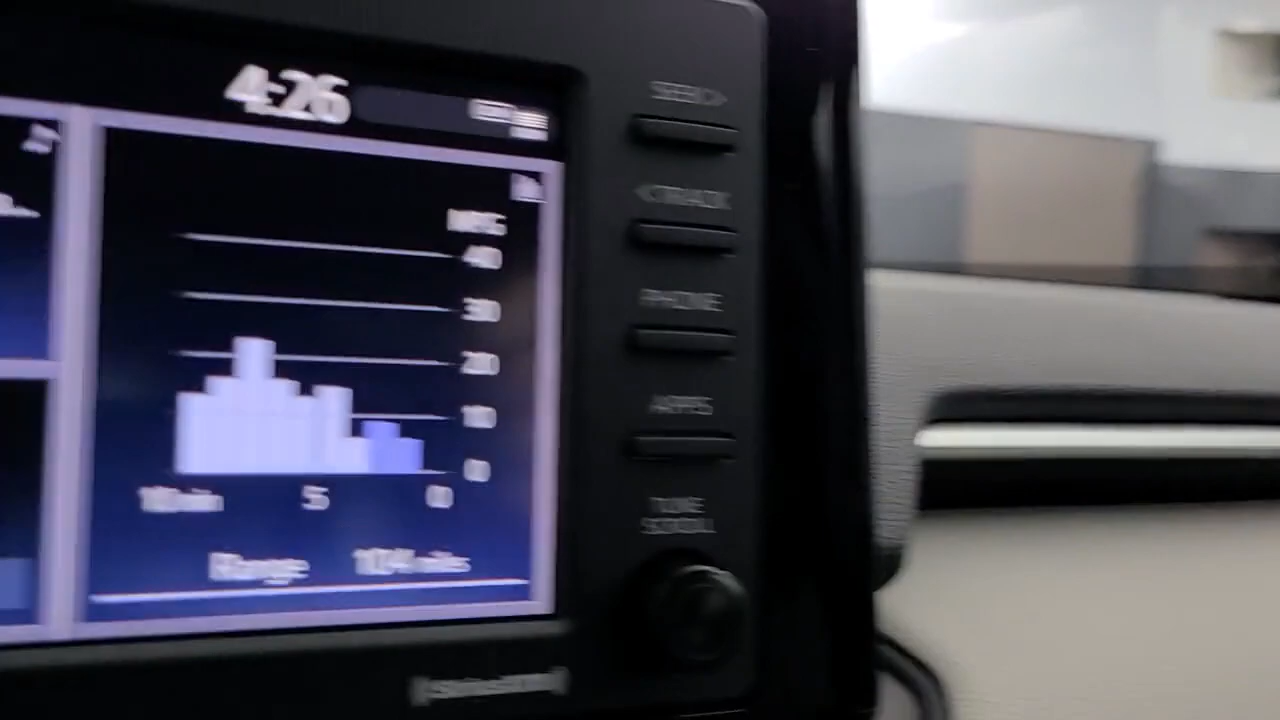 4:26
MPG
40
30
20
10
0
10min 5 0
Range 104 miles
SEEK >
< TRACK
PHONE
APPS
TUNE
SCROLL
(SiriusXM)